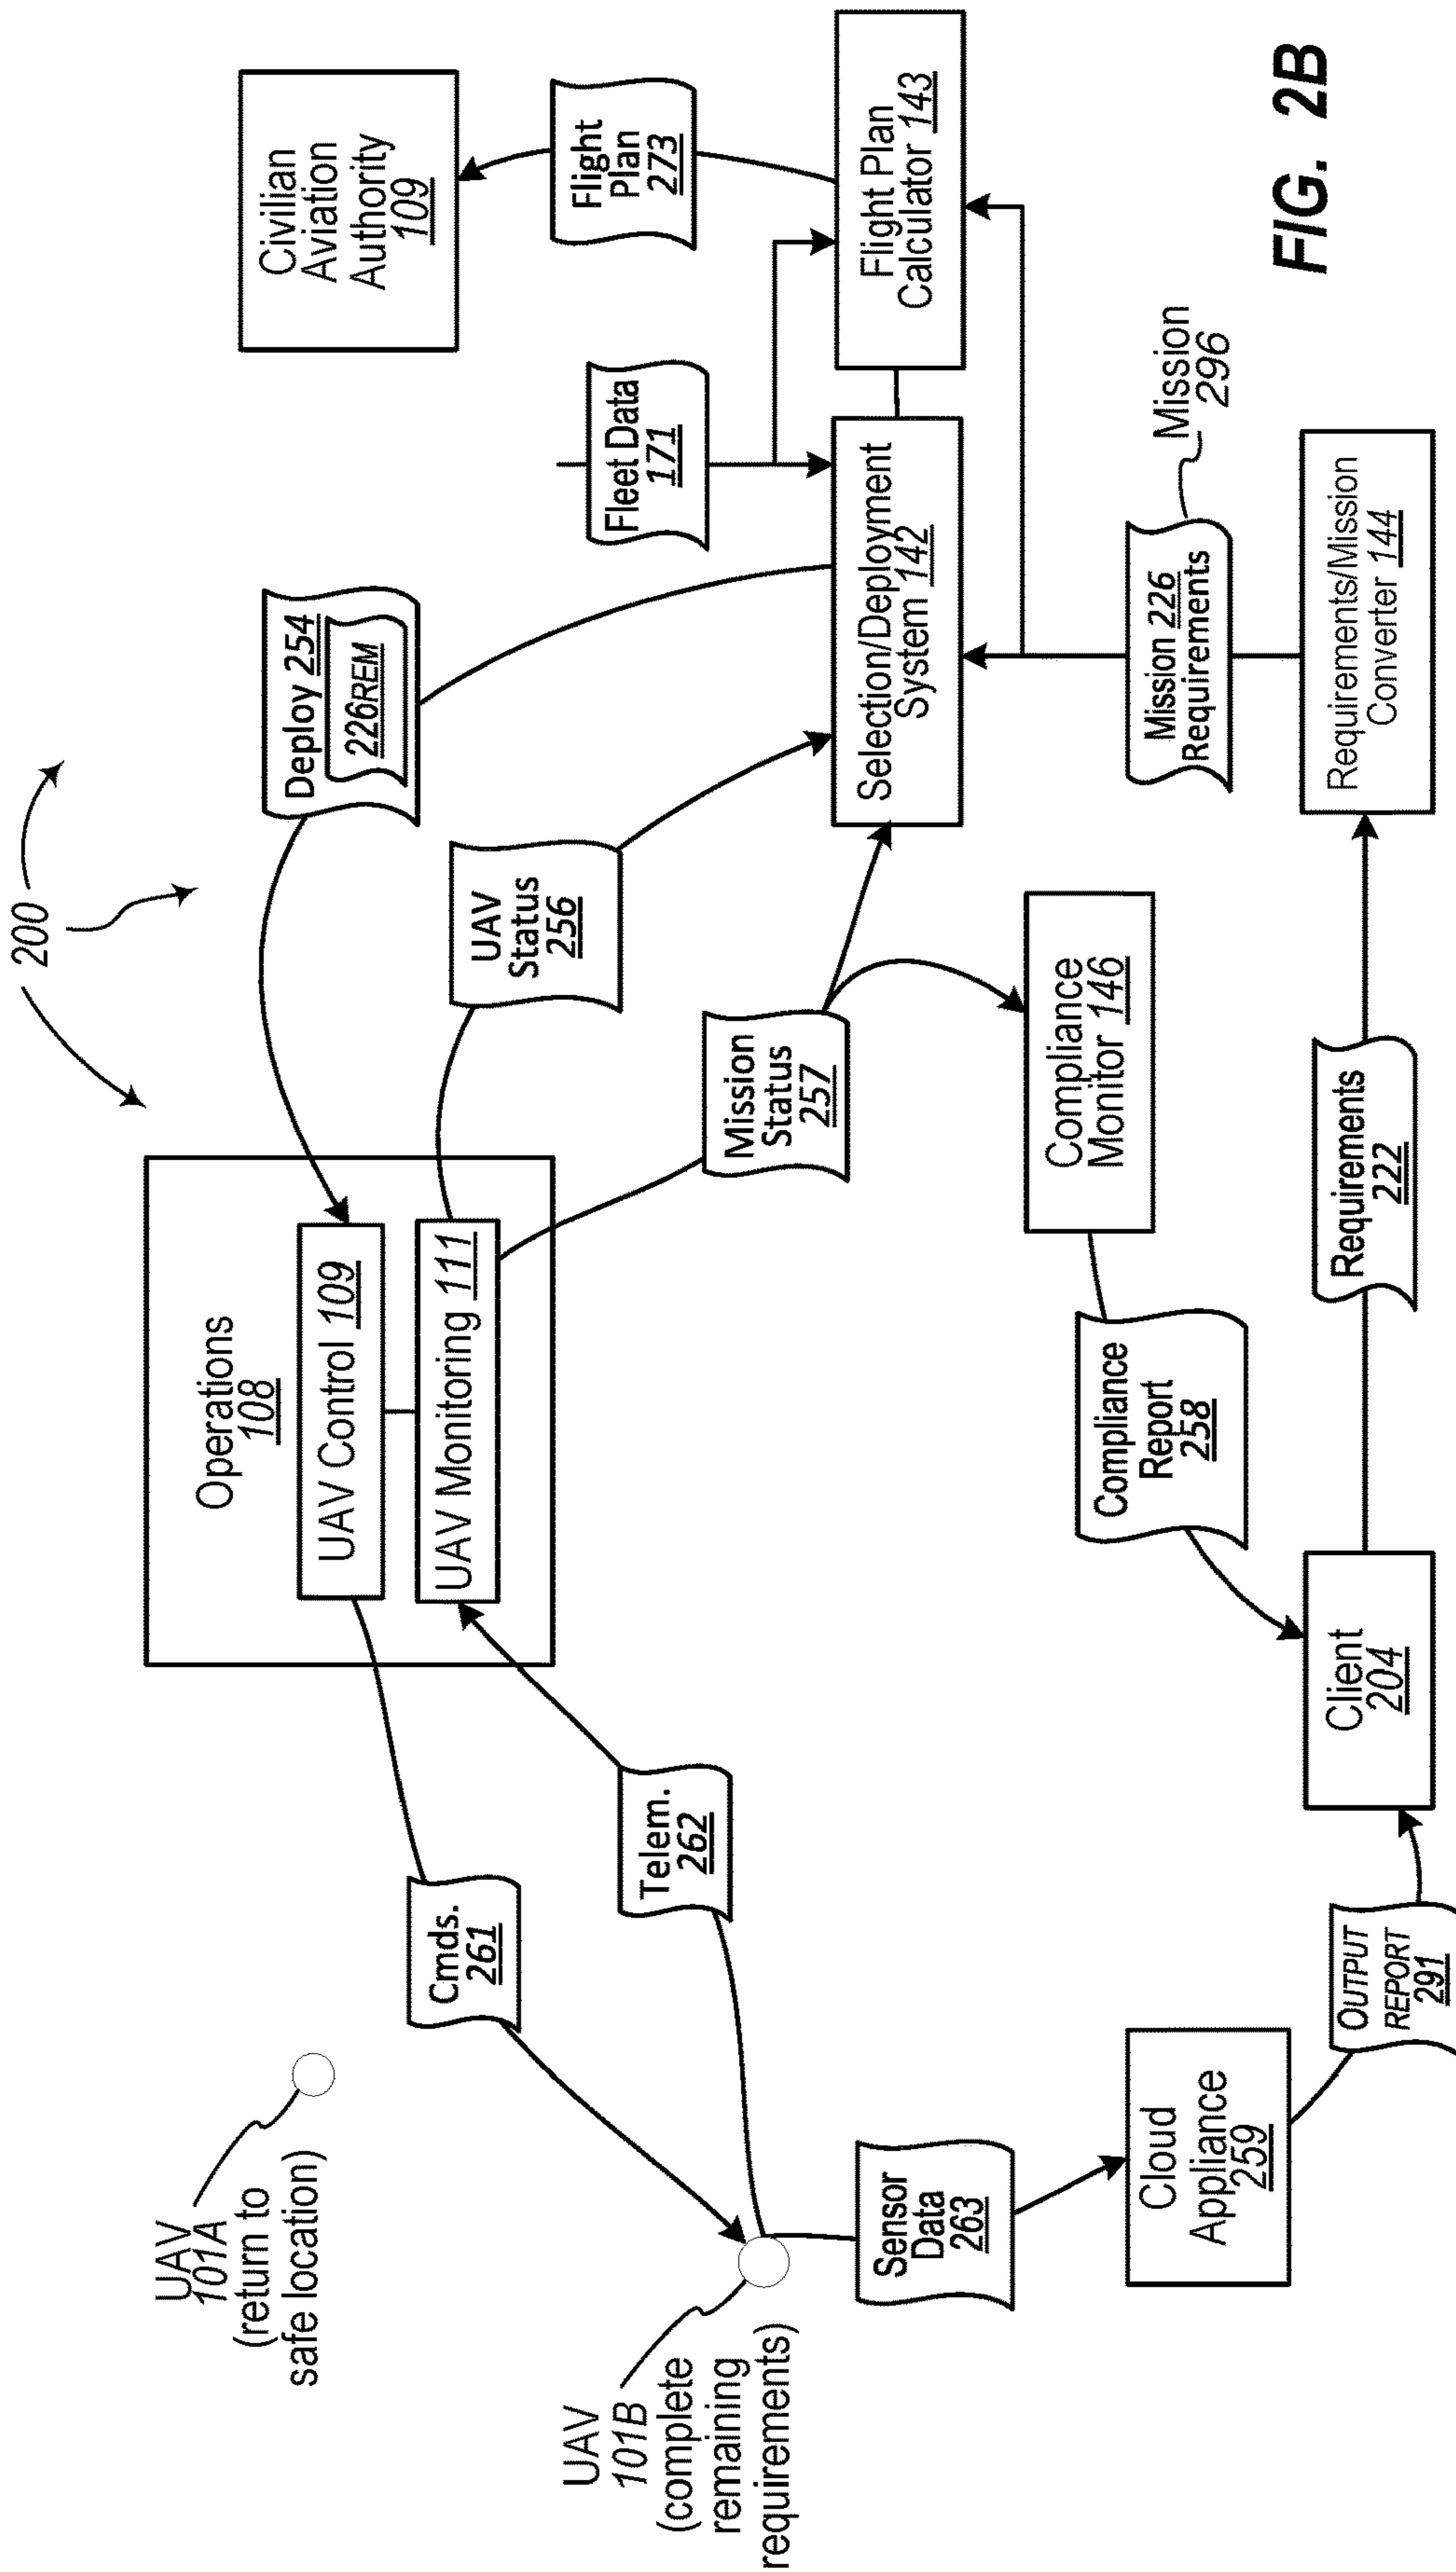 200
Operations
108
UAV Control 109
UAV Monitoring 111
Deploy 254
226REM
Civilian
Aviation
Authority
109
UAV
101A
(return to
safe location)
Cmds.
261
UAV
Status
256
Fleet Data
171
Flight
Plan
273
UAV
101B
(complete
remaining
requirements)
Telem.
262
Mission
Status
257
Selection/Deployment
System 142
Flight Plan
Calculator 143
Sensor
Data
263
Compliance
Monitor 146
Cloud
Appliance
259
Compliance
Report
258
Mission 226
Requirements
Mission
296
OUTPUT
REPORT
291
Client
204
Requirements
222
Requirements/Mission
Converter 144
FIG. 2B